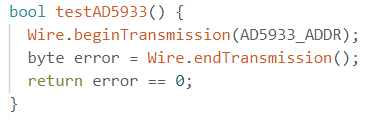 bool testAD5933() {
  Wire.beginTransmission(AD5933_ADDR);
  byte error = Wire.endTransmission();
  return error == 0;
}